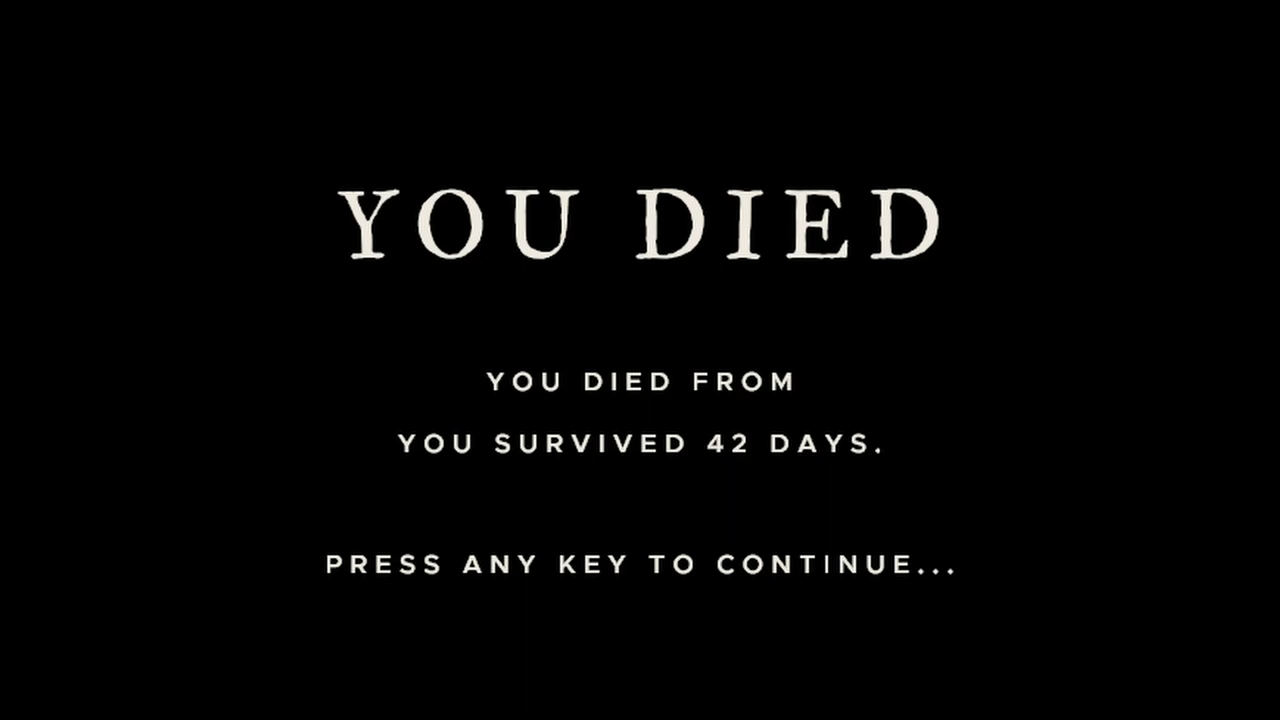 YOU DIED
YOU DIED FROM
YOU SURVIVED 42 DAYS.
PRESS ANY KEY TO CONTINUE...